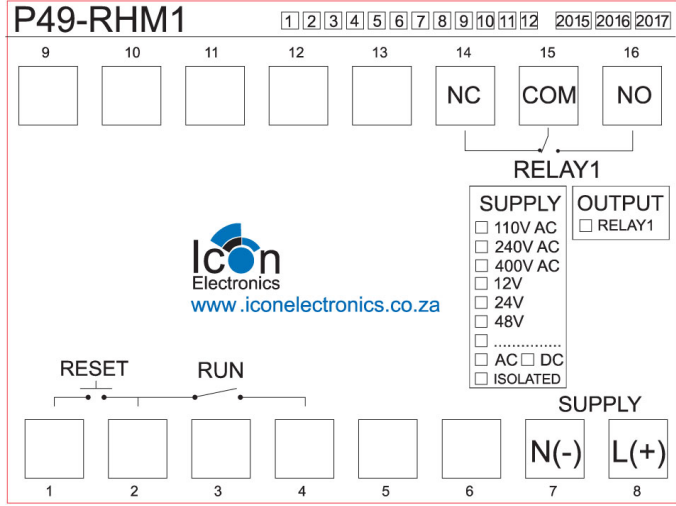 P49-RHM1 1 2 3 4 5 6 7 8 9 10 11 12 2015 2016 2017
9 10 11 12 13 14 15 16
NC COM NO
RELAY1
SUPPLY
110V AC
240V AC
400V AC
12V
24V
48V
...............
AC DC
ISOLATED
OUTPUT
RELAY1
Icon
Electronics
www.iconelectronics.co.za
RESET RUN
SUPPLY
N(-) L(+)
1 2 3 4 5 6 7 8